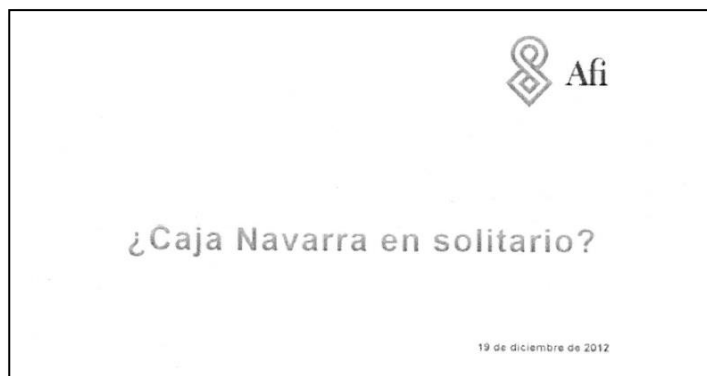 Afi
¿Caja Navarra en solitario?
19 de diciembre de 2012